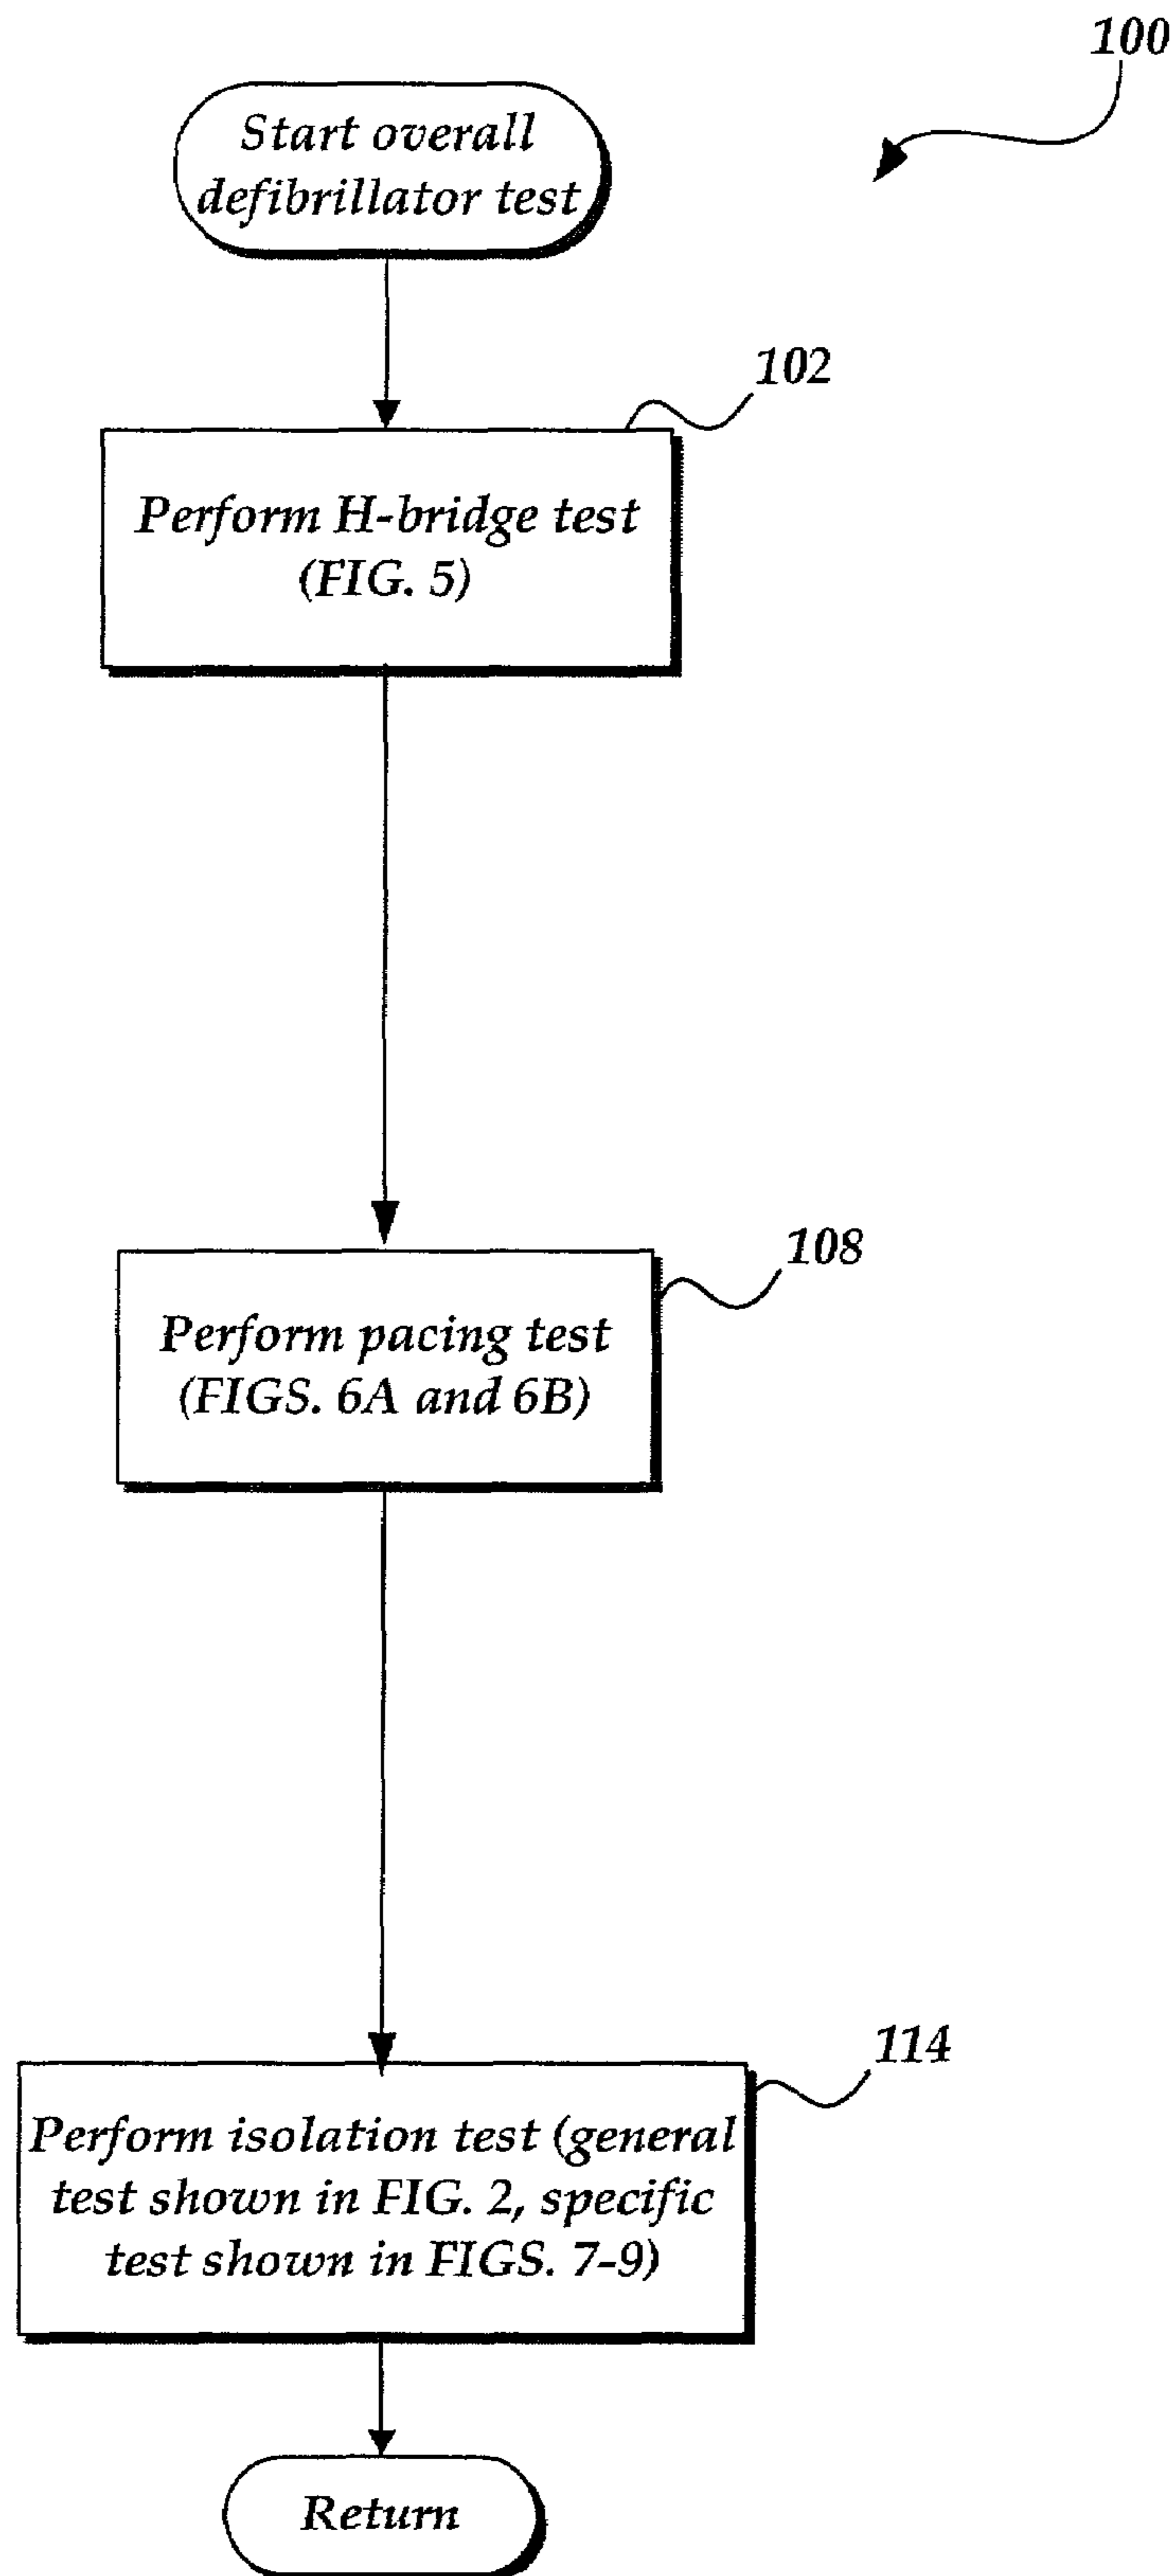 100
Start overall
defibrillator test
102
Perform H-bridge test
(FIG. 5)
108
Perform pacing test
(FIGS. 6A and 6B)
114
Perform isolation test (general
test shown in FIG. 2, specific
test shown in FIGS. 7-9)
Return